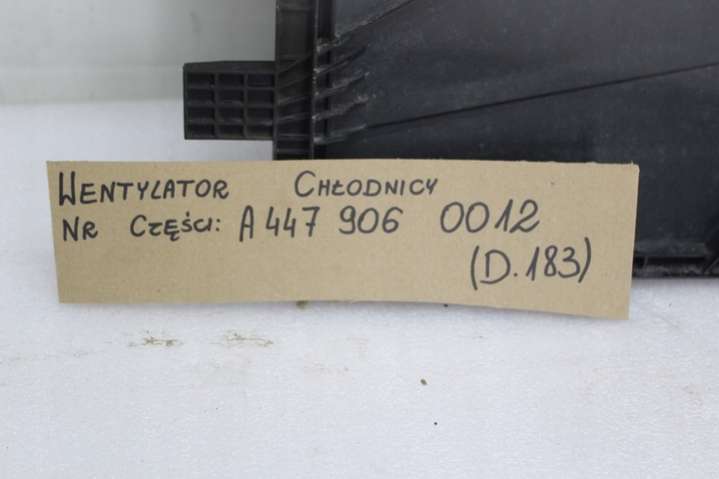 WENTYLATOR CHŁODNICY
NR CZĘŚCI: A 447 906 0012
(D.183)